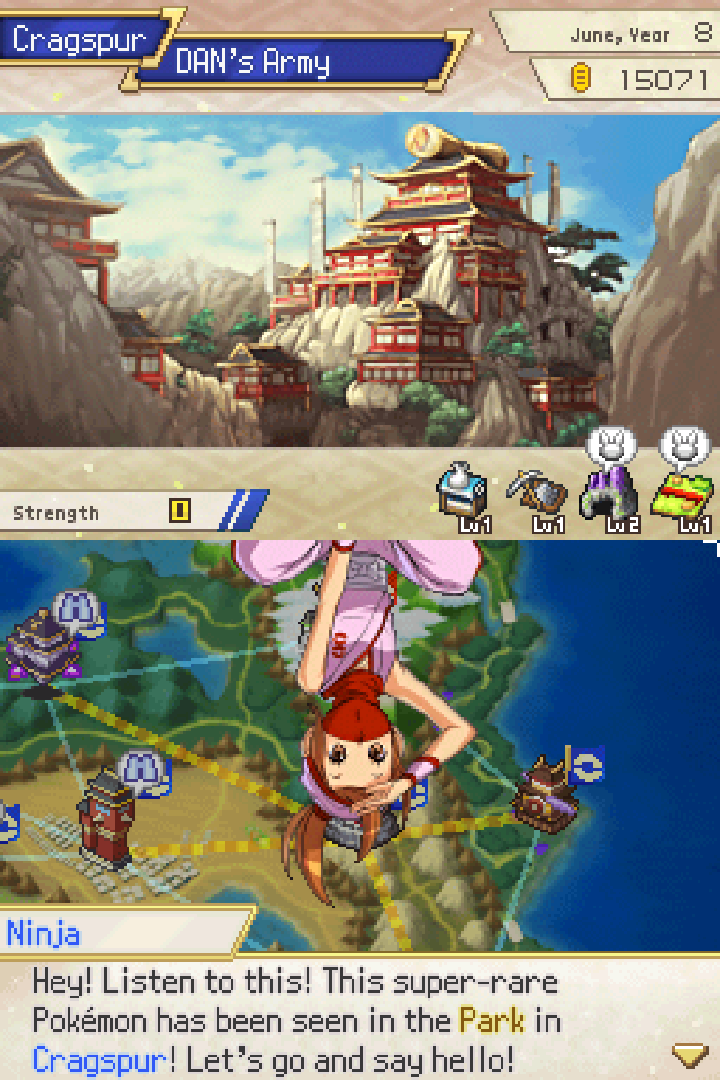 Cragspur
DAN's Army
June, Year 8
15071
Strength
Lv1
Lv1
Lv2
Lv1
Ninja
Hey! Listen to this! This super-rare
Pokémon has been seen in the Park in
Cragspur! Let's go and say hello!